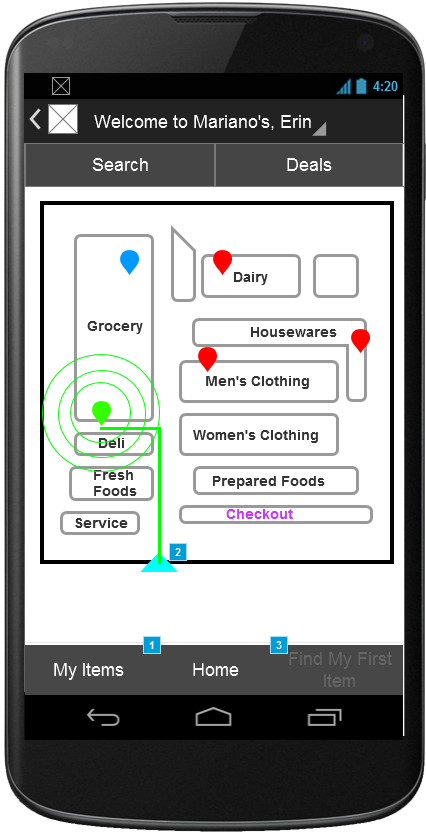 4:20
Welcome to Mariano's, Erin
Search
Deals
Dairy
Grocery
Housewares
Men's Clothing
Women's Clothing
Deli
Fresh
Foods
Prepared Foods
Service
Checkout
2
1
3
My Items
Home
Find My First
Item